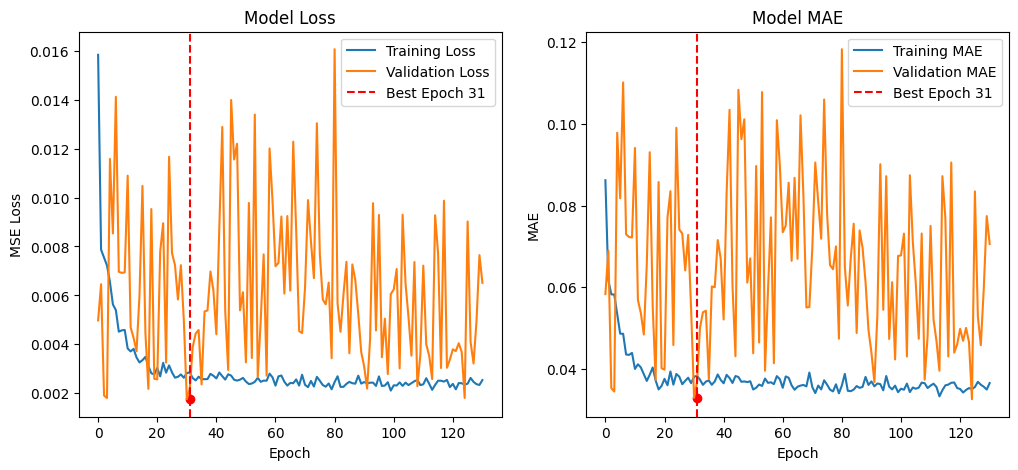 Model Loss
Training Loss
Validation Loss
Best Epoch 31
MSE Loss
0.016
0.014
0.012
0.010
0.008
0.006
0.004
0.002
0 20 40 60 80 100 120
Epoch
Model MAE
Training MAE
Validation MAE
Best Epoch 31
MAE
0.12
0.10
0.08
0.06
0.04
0 20 40 60 80 100 120
Epoch